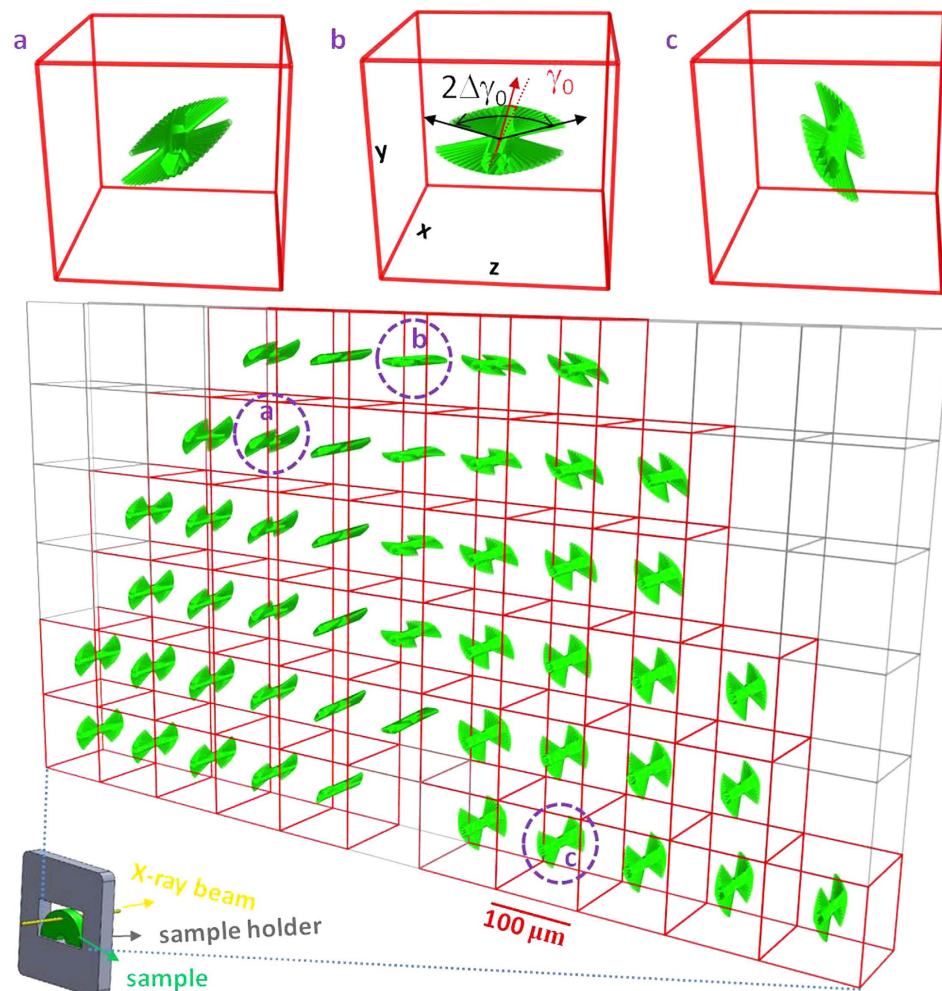 a
b
c
2Δγ₀
γ₀
y
x
z
b
a
c
100 μm
X-ray beam
sample holder
sample